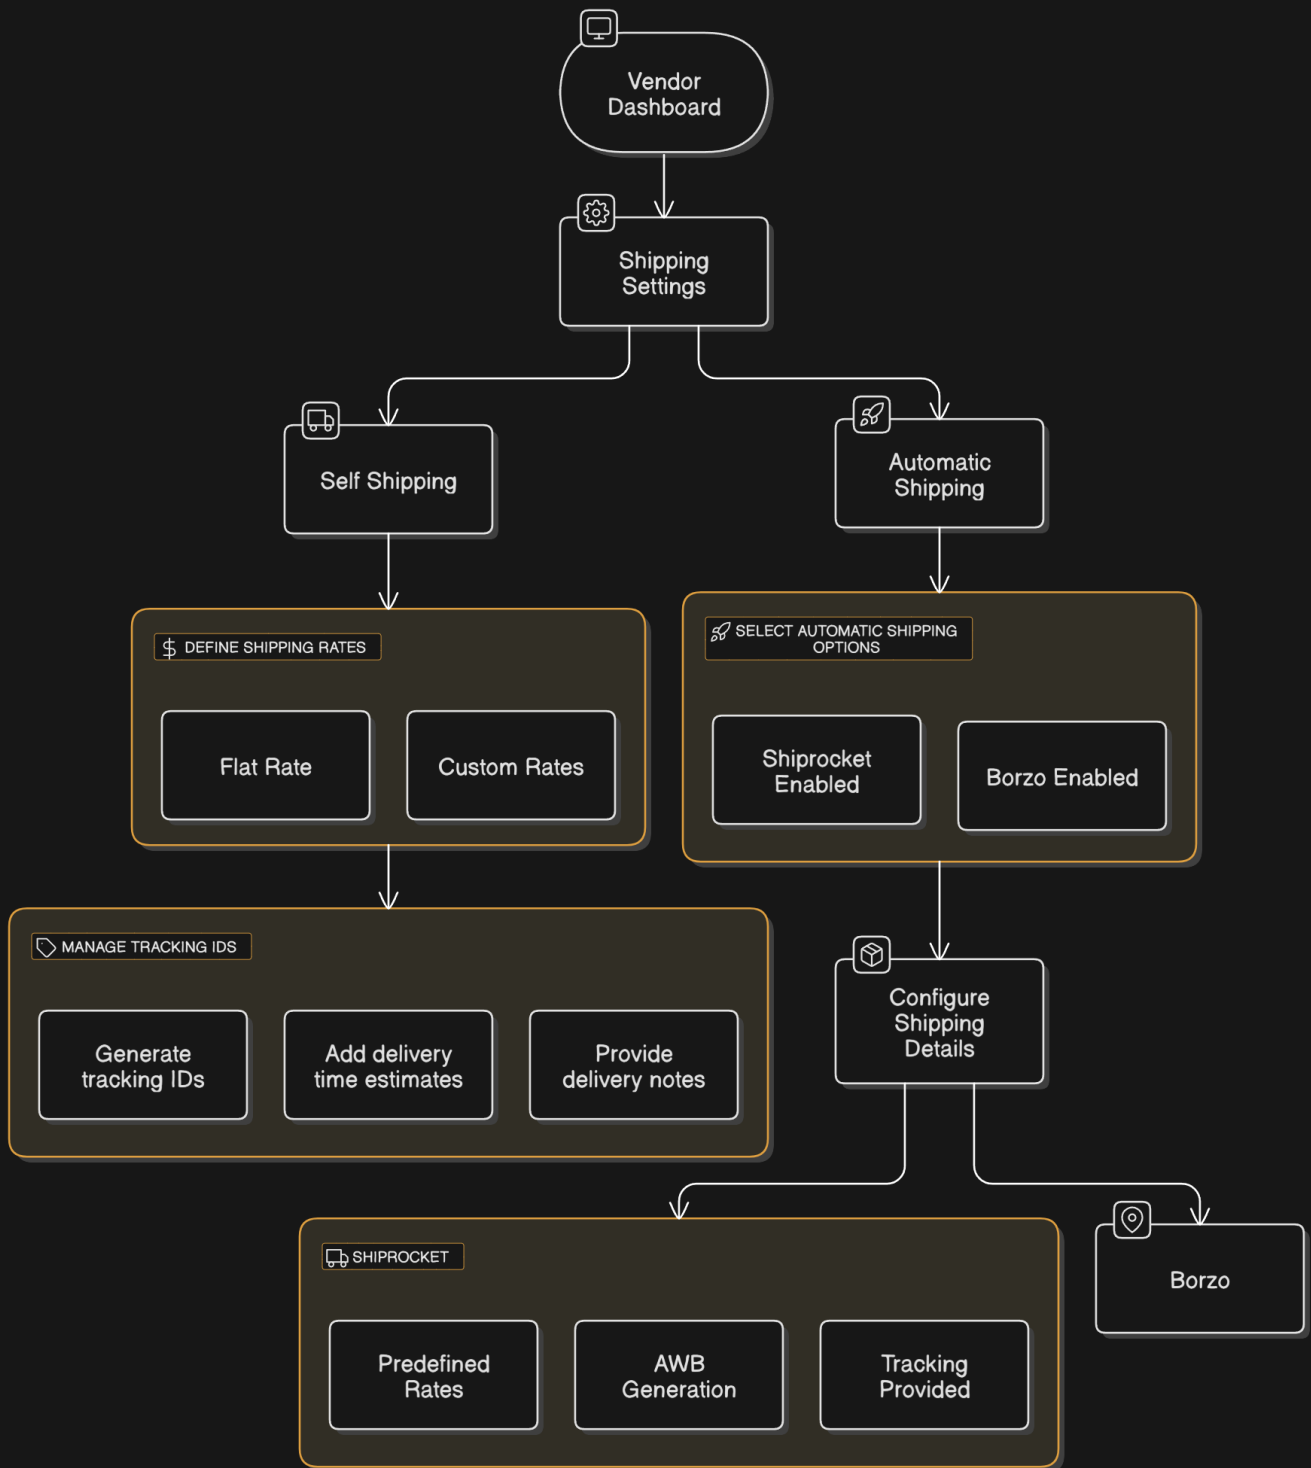 Vendor
Dashboard
Shipping
Settings
Self Shipping
Automatic
Shipping
DEFINE SHIPPING RATES
Flat Rate
Custom Rates
SELECT AUTOMATIC SHIPPING
OPTIONS
Shiprocket
Enabled
Borzo Enabled
MANAGE TRACKING IDS
Generate
tracking IDs
Add delivery
time estimates
Provide
delivery notes
Configure
Shipping
Details
SHIPROCKET
Predefined
Rates
AWB
Generation
Tracking
Provided
Borzo